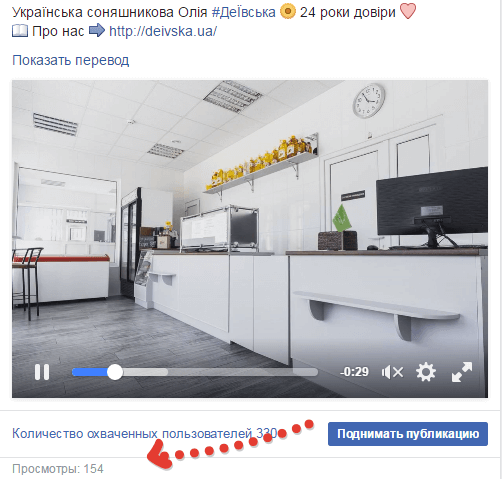 Українська соняшникова Олія #ДеЇвська 24 роки довіри
Про нас http://deivska.ua/
Показать перевод
-0:29
Количество охваченных пользователей 330
Поднимать публикацию
Просмотры: 154